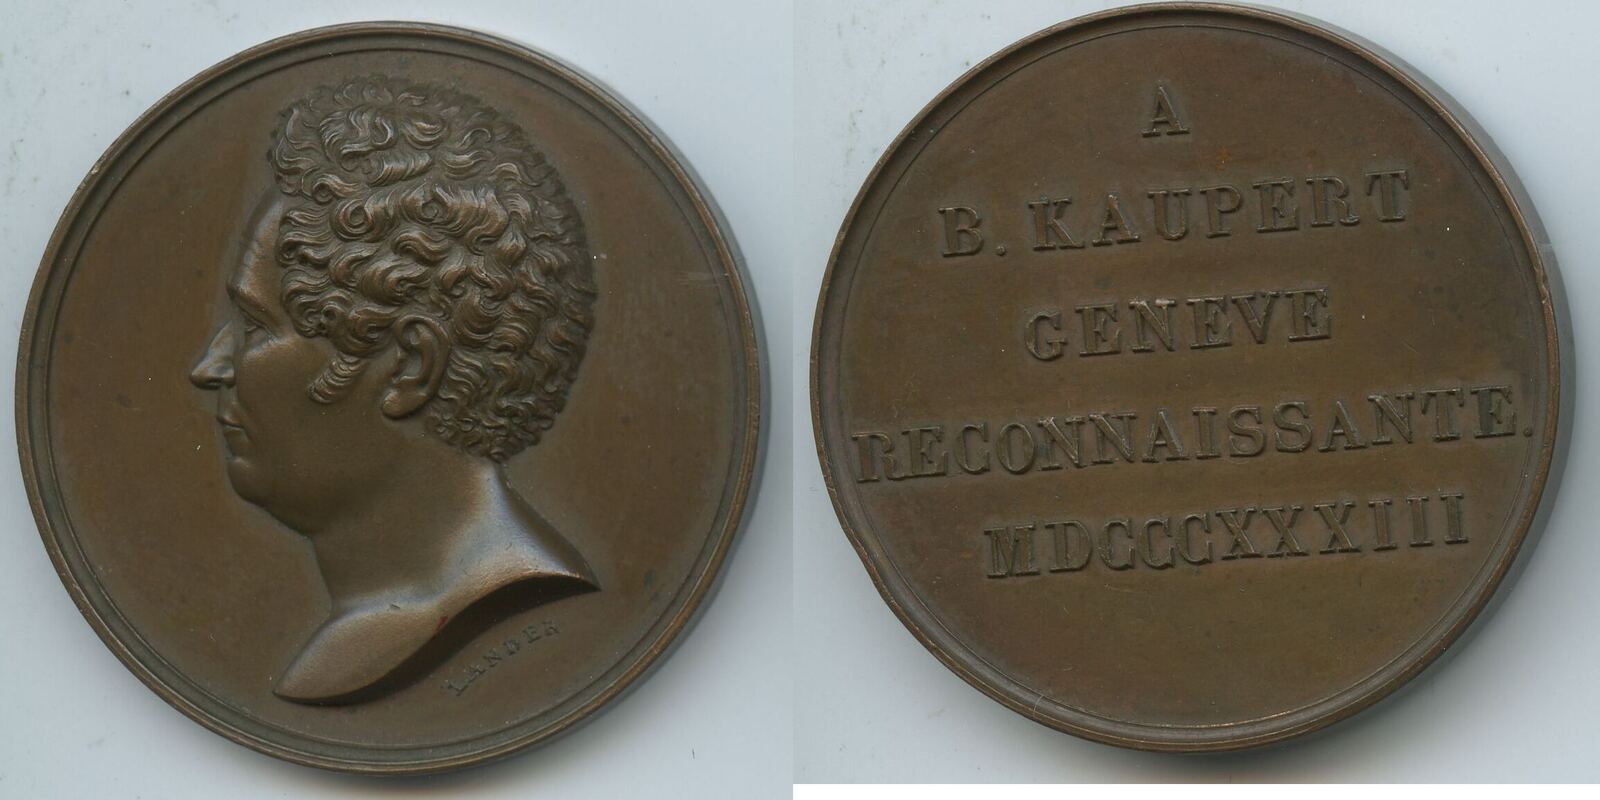 LANDER
A
B. KAUPERT
GENEVE
RECONNAISSANTE.
MDCCCXXXIII